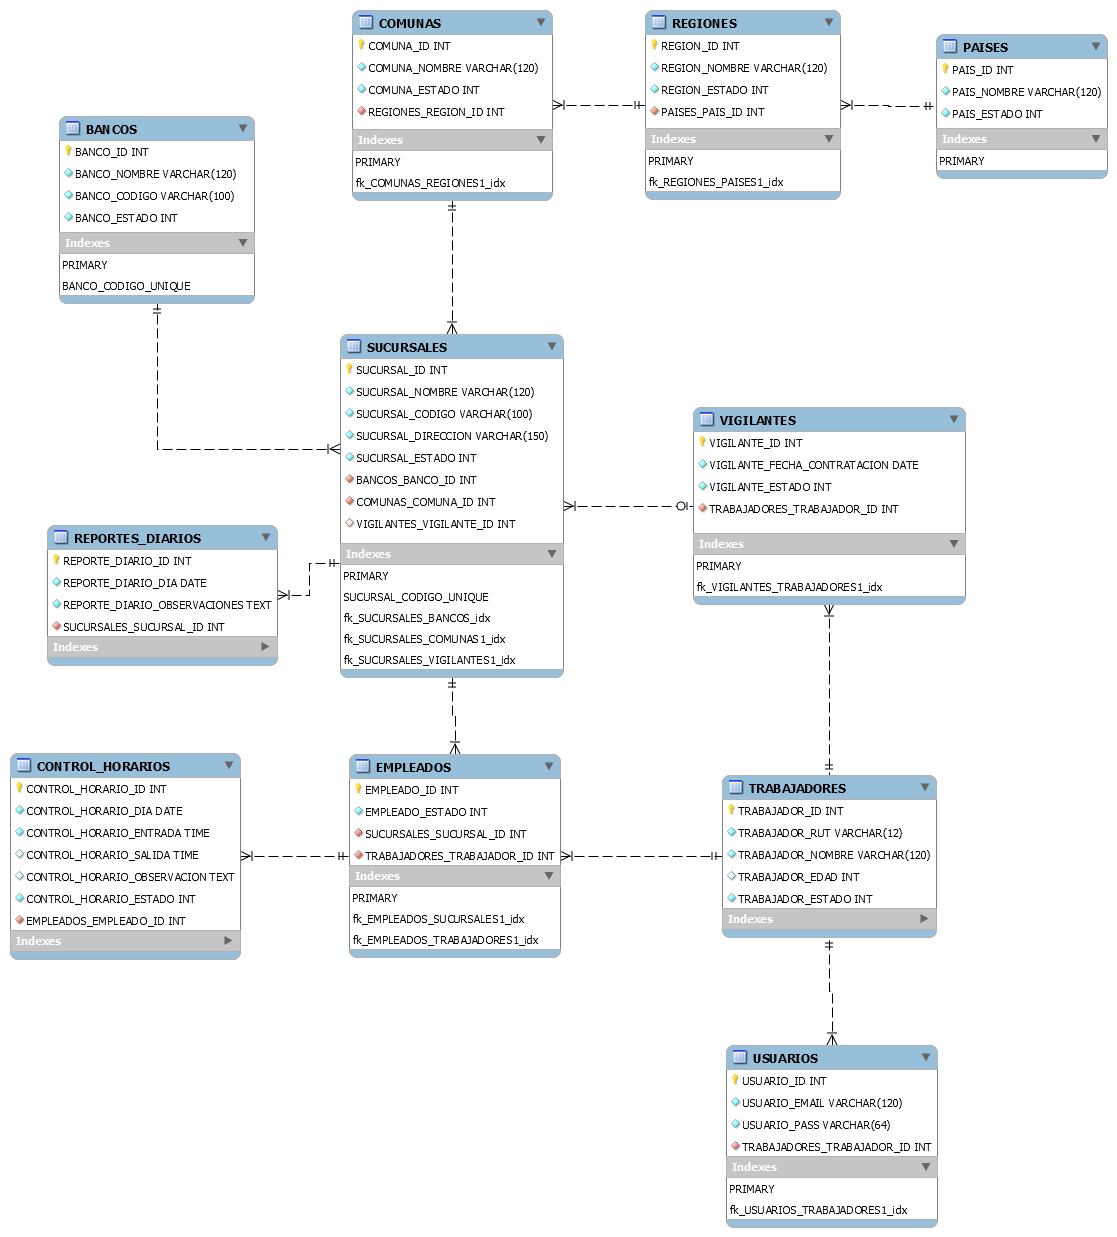 COMUNAS
COMUNA_ID INT
COMUNA_NOMBRE VARCHAR(120)
COMUNA_ESTADO INT
REGIONES_REGION_ID INT
Indexes
PRIMARY
fk_COMUNAS_REGIONES1_idx
REGIONES
REGION_ID INT
REGION_NOMBRE VARCHAR(120)
REGION_ESTADO INT
PAISES_PAIS_ID INT
Indexes
PRIMARY
fk_REGIONES_PAISES1_idx
PAISES
PAIS_ID INT
PAIS_NOMBRE VARCHAR(120)
PAIS_ESTADO INT
Indexes
PRIMARY
BANCOS
BANCO_ID INT
BANCO_NOMBRE VARCHAR(120)
BANCO_CODIGO VARCHAR(100)
BANCO_ESTADO INT
Indexes
PRIMARY
BANCO_CODIGO_UNIQUE
SUCURSALES
SUCURSAL_ID INT
SUCURSAL_NOMBRE VARCHAR(120)
SUCURSAL_CODIGO VARCHAR(100)
SUCURSAL_DIRECCION VARCHAR(150)
SUCURSAL_ESTADO INT
BANCOS_BANCO_ID INT
COMUNAS_COMUNA_ID INT
VIGILANTES_VIGILANTE_ID INT
Indexes
PRIMARY
SUCURSAL_CODIGO_UNIQUE
fk_SUCURSALES_BANCOS_idx
fk_SUCURSALES_COMUNAS1_idx
fk_SUCURSALES_VIGILANTES1_idx
VIGILANTES
VIGILANTE_ID INT
VIGILANTE_FECHA_CONTRATACION DATE
VIGILANTE_ESTADO INT
TRABAJADORES_TRABAJADOR_ID INT
Indexes
PRIMARY
fk_VIGILANTES_TRABAJADORES1_idx
REPORTES_DIARIOS
REPORTE_DIARIO_ID INT
REPORTE_DIARIO_DIA DATE
REPORTE_DIARIO_OBSERVACIONES TEXT
SUCURSALES_SUCURSAL_ID INT
Indexes
CONTROL_HORARIOS
CONTROL_HORARIO_ID INT
CONTROL_HORARIO_DIA DATE
CONTROL_HORARIO_ENTRADA TIME
CONTROL_HORARIO_SALIDA TIME
CONTROL_HORARIO_OBSERVACION TEXT
CONTROL_HORARIO_ESTADO INT
EMPLEADOS_EMPLEADO_ID INT
Indexes
EMPLEADOS
EMPLEADO_ID INT
EMPLEADO_ESTADO INT
SUCURSALES_SUCURSAL_ID INT
TRABAJADORES_TRABAJADOR_ID INT
Indexes
PRIMARY
fk_EMPLEADOS_SUCURSALES1_idx
fk_EMPLEADOS_TRABAJADORES1_idx
TRABAJADORES
TRABAJADOR_ID INT
TRABAJADOR_RUT VARCHAR(12)
TRABAJADOR_NOMBRE VARCHAR(120)
TRABAJADOR_EDAD INT
TRABAJADOR_ESTADO INT
Indexes
USUARIOS
USUARIO_ID INT
USUARIO_EMAIL VARCHAR(120)
USUARIO_PASS VARCHAR(64)
TRABAJADORES_TRABAJADOR_ID INT
Indexes
PRIMARY
fk_USUARIOS_TRABAJADORES1_idx